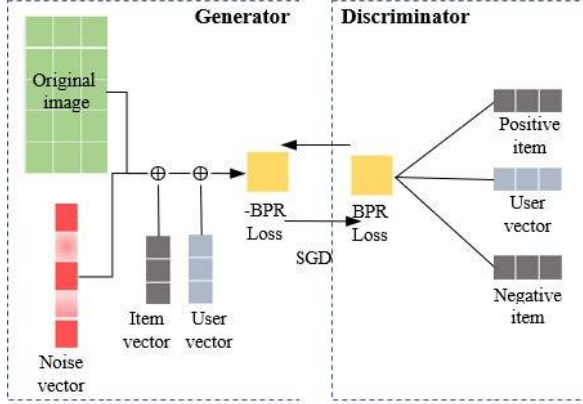 Generator
Discriminator
Original
image
Positive
item
User
vector
-BPR
Loss
BPR
Loss
SGD
Item
vector
User
vector
Negative
item
Noise
vector